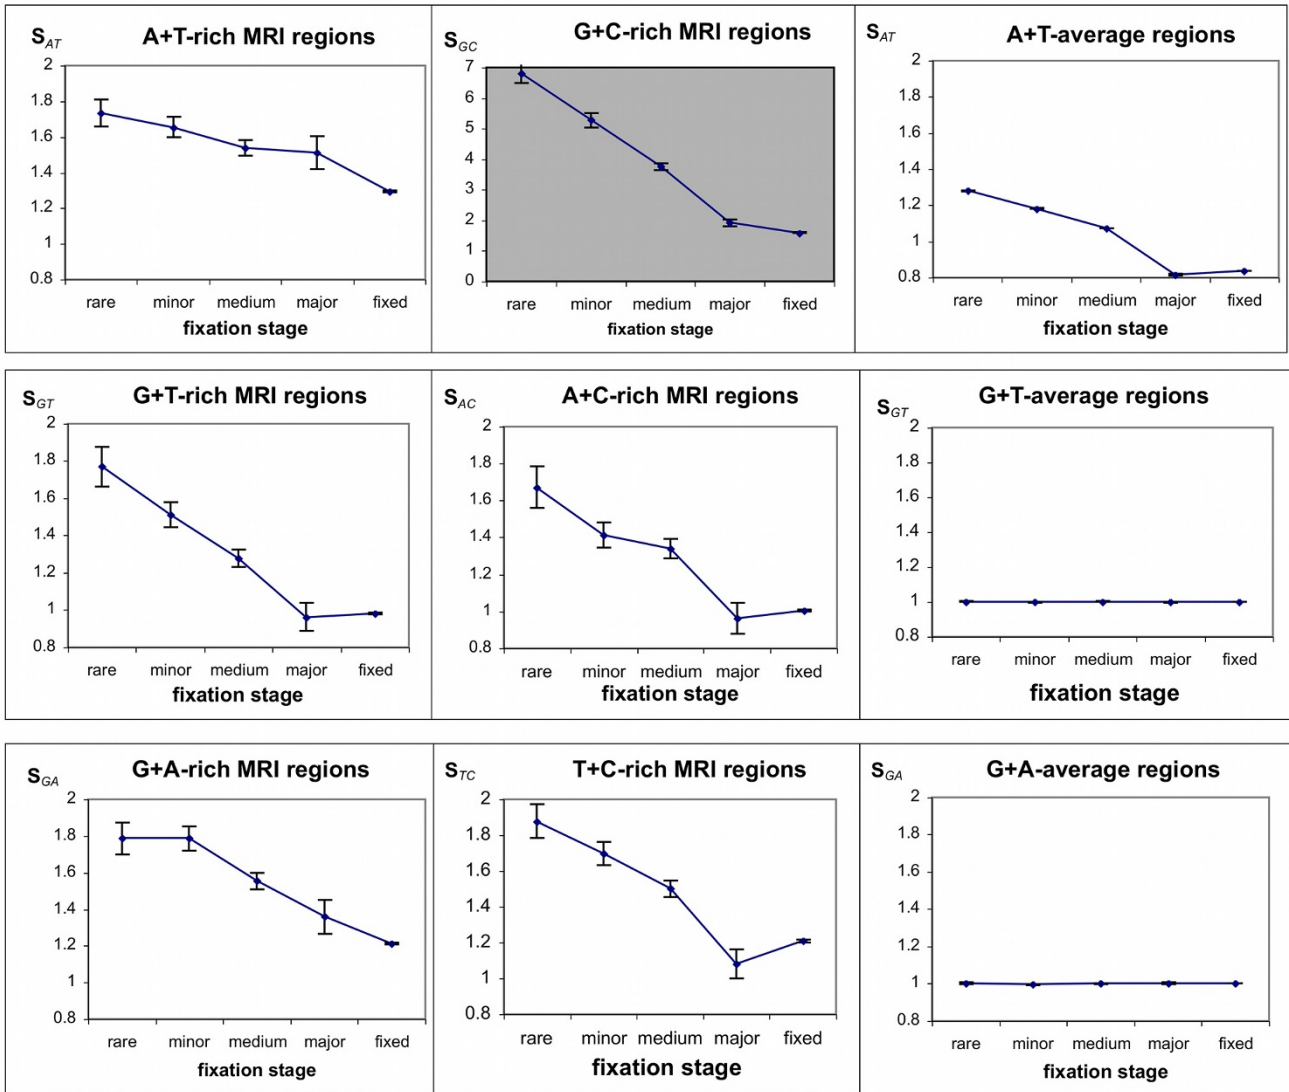 S_AT A+T-rich MRI regions
2
1.8
1.6
1.4
1.2
1
0.8
rare minor medium major fixed
fixation stage
S_GC G+C-rich MRI regions
7
6
5
4
3
2
1
0
rare minor medium major fixed
fixation stage
S_AT A+T-average regions
2
1.8
1.6
1.4
1.2
1
0.8
rare minor medium major fixed
fixation stage
S_GT G+T-rich MRI regions
2
1.8
1.6
1.4
1.2
1
0.8
rare minor medium major fixed
fixation stage
S_AC A+C-rich MRI regions
2
1.8
1.6
1.4
1.2
1
0.8
rare minor medium major fixed
fixation stage
S_GT G+T-average regions
2
1.8
1.6
1.4
1.2
1
0.8
rare minor medium major fixed
fixation stage
S_GA G+A-rich MRI regions
2
1.8
1.6
1.4
1.2
1
0.8
rare minor medium major fixed
fixation stage
S_TC T+C-rich MRI regions
2
1.8
1.6
1.4
1.2
1
0.8
rare minor medium major fixed
fixation stage
S_GA G+A-average regions
2
1.8
1.6
1.4
1.2
1
0.8
rare minor medium major fixed
fixation stage